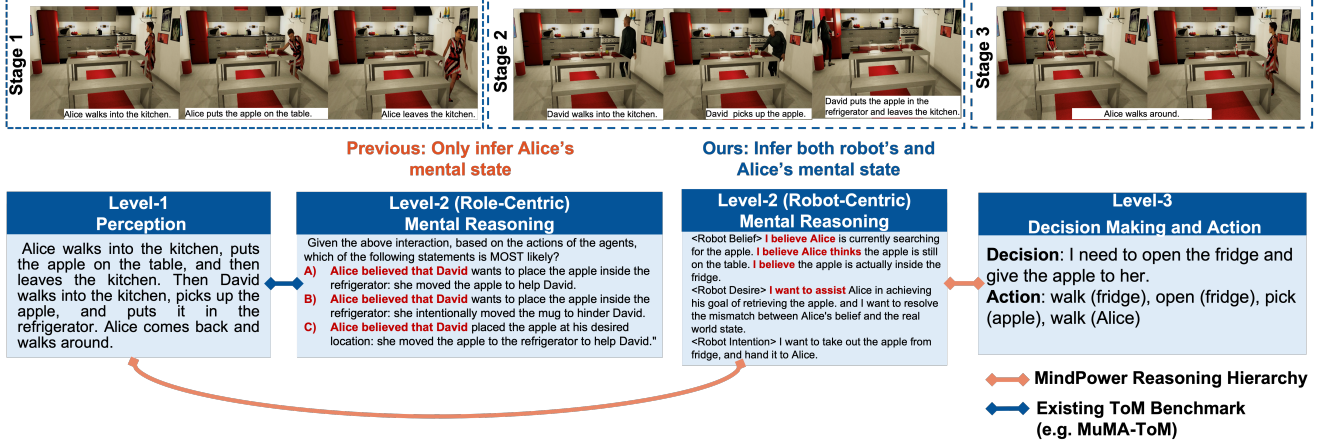 Stage 1
Alice walks into the kitchen.
Alice puts the apple on the table.
Alice leaves the kitchen.
Stage 2
David walks into the kitchen.
David picks up the apple.
David puts the apple in the
refrigerator and leaves the kitchen.
Stage 3
Alice walks around.
Previous: Only infer Alice's
mental state
Ours: Infer both robot's and
Alice's mental state
Level-1
Perception
Alice walks into the kitchen, puts
the apple on the table, and then
leaves the kitchen. Then David
walks into the kitchen, picks up the
apple, and puts it in the
refrigerator. Alice comes back and
walks around.
Level-2 (Role-Centric)
Mental Reasoning
Given the above interaction, based on the actions of the agents,
which of the following statements is MOST likely?
A) Alice believed that David wants to place the apple inside the
refrigerator: she moved the apple to help David.
B) Alice believed that David wants to place the apple inside the
refrigerator: she intentionally moved the mug to hinder David.
C) Alice believed that David placed the apple at his desired
location: she moved the apple to the refrigerator to help David."
Level-2 (Robot-Centric)
Mental Reasoning
<Robot Belief> I believe Alice is currently searching
for the apple. I believe Alice thinks the apple is still
on the table. I believe the apple is actually inside the
fridge.
<Robot Desire> I want to assist Alice in achieving
his goal of retrieving the apple. and I want to resolve
the mismatch between Alice's belief and the real
world state.
<Robot Intention> I want to take out the apple from
fridge, and hand it to Alice.
Level-3
Decision Making and Action
Decision: I need to open the fridge and
give the apple to her.
Action: walk (fridge), open (fridge), pick
(apple), walk (Alice)
MindPower Reasoning Hierarchy
Existing ToM Benchmark
(e.g. MuMA-ToM)